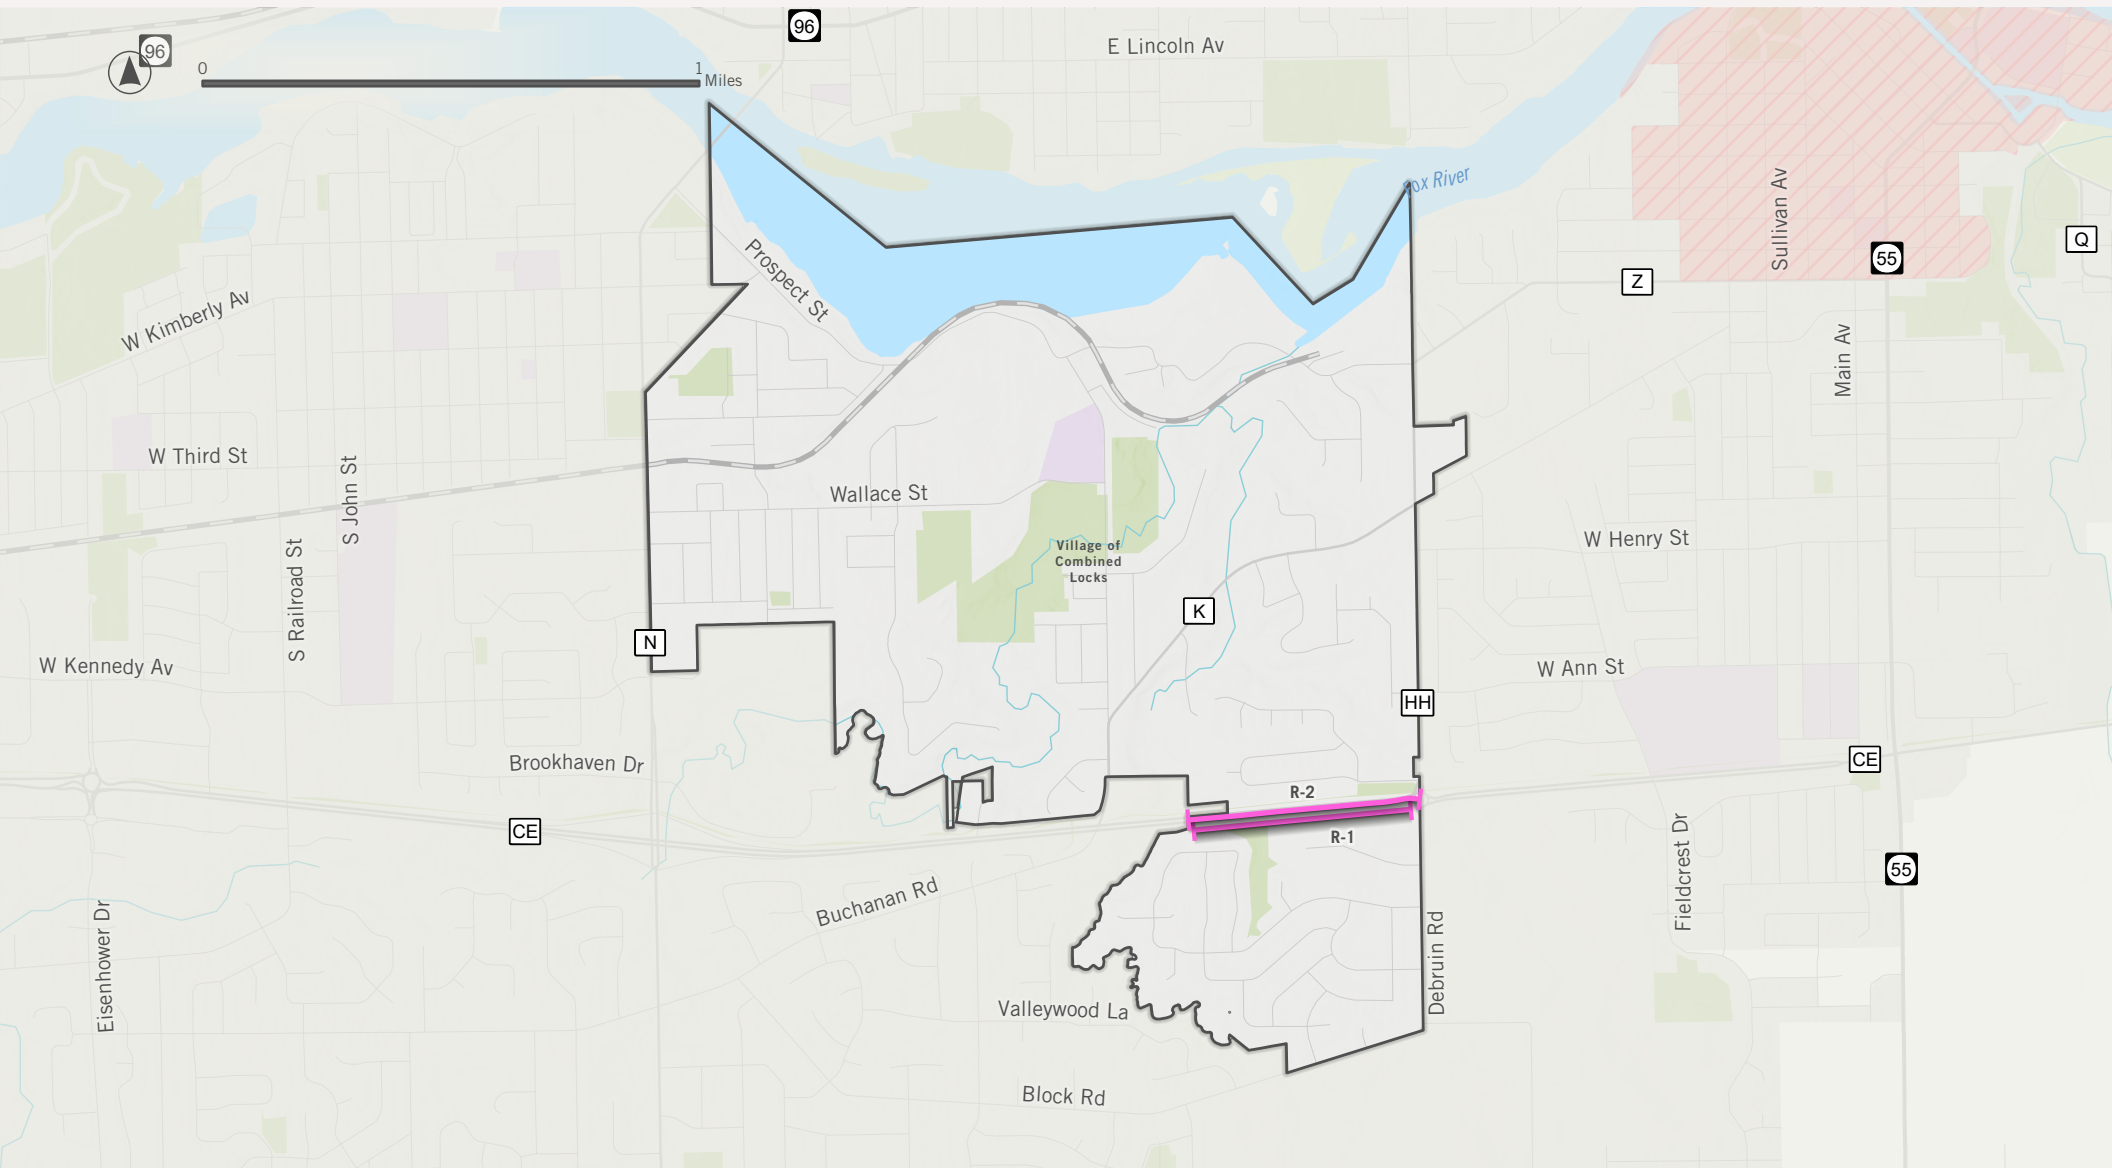 96
E Lincoln Av
96
0
1
Miles
Fox River
Sullivan Av
Q
55
Z
Prospect St
W Kimberly Av
Main Av
W Third St
S John St
Wallace St
W Henry St
Village of
Combined
Locks
S Railroad St
K
N
W Kennedy Av
W Ann St
HH
Brookhaven Dr
CE
R-2
CE
R-1
Fieldcrest Dr
55
Buchanan Rd
Eisenhower Dr
Debruin Rd
Valleywood La
Block Rd